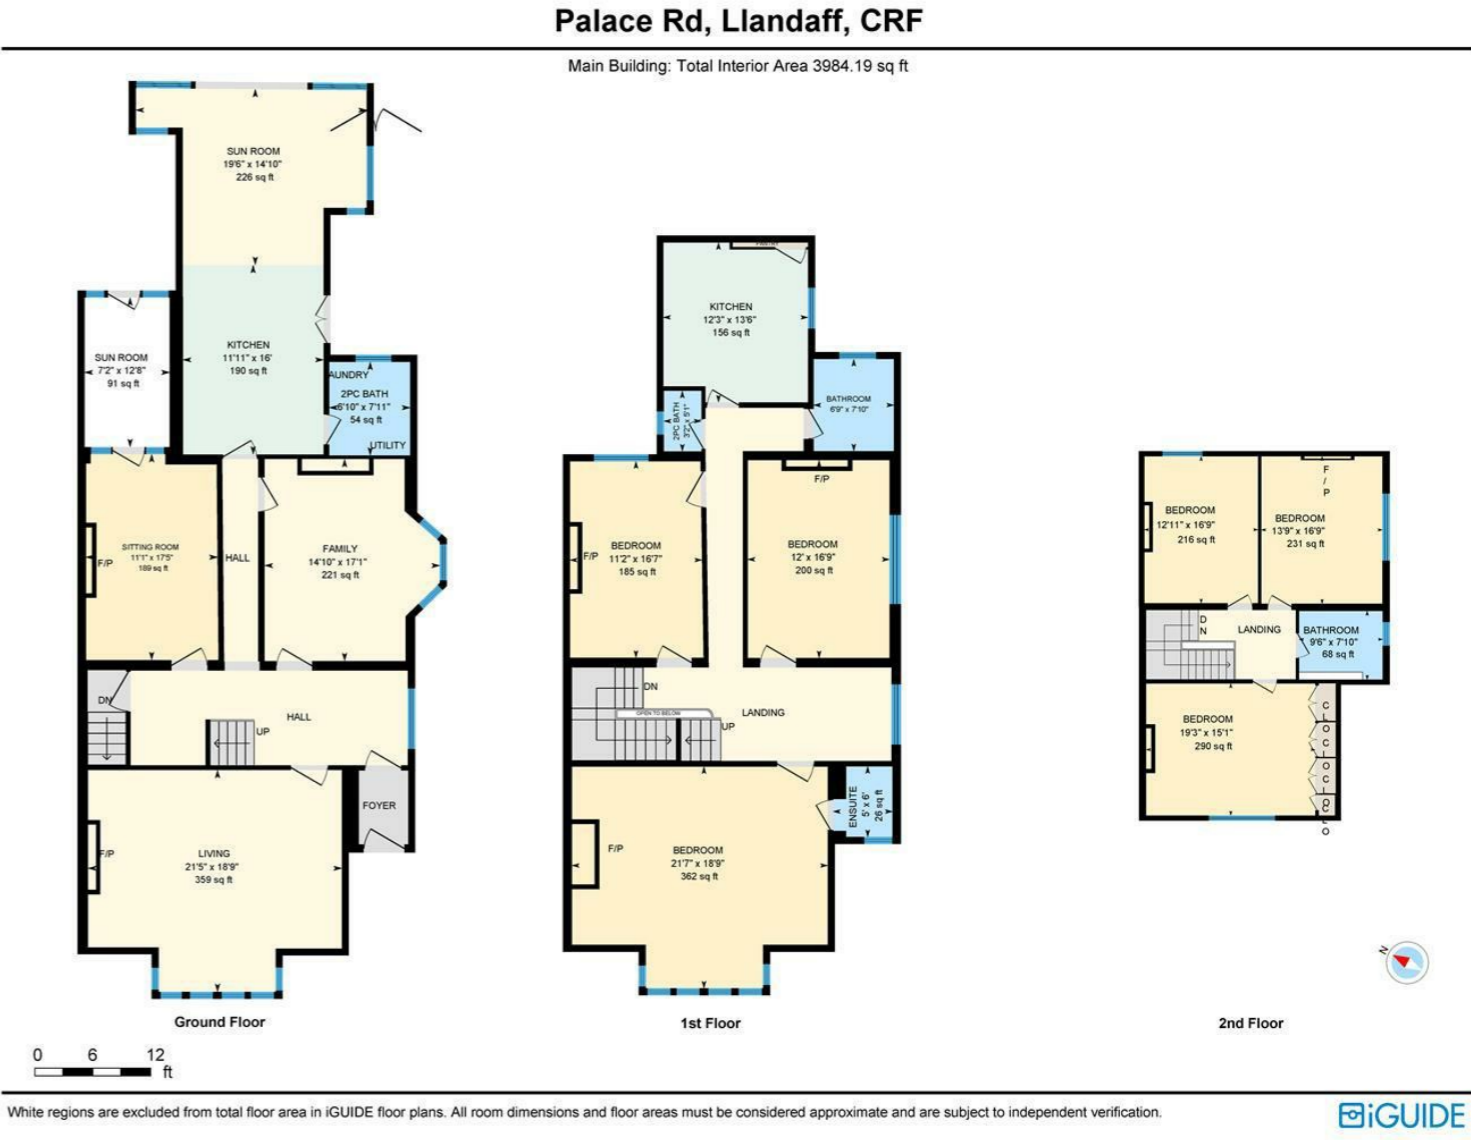 Palace Rd, Llandaff, CRF
Main Building: Total Interior Area 3984.19 sq ft
SUN ROOM
19'6" x 14'10"
226 sq ft
SUN ROOM
7'2" x 12'8"
91 sq ft
KITCHEN
11'11" x 16'
190 sq ft
AUNDRY
2PC BATH
6'10" x 7'11"
54 sq ft
UTILITY
SITTING ROOM
11'1" x 17'5"
189 sq ft
F/P
HALL
FAMILY
14'10" x 17'1"
221 sq ft
DN
HALL
UP
FOYER
F/P
LIVING
21'5" x 18'9"
359 sq ft
Ground Floor
PANTRY
KITCHEN
12'3" x 13'6"
156 sq ft
2PC BATH
3'2" x 5'1"
BATHROOM
6'9" x 7'10"
F/P
BEDROOM
11'2" x 16'7"
185 sq ft
F/P
BEDROOM
12' x 16'9"
200 sq ft
DN
OPEN TO BELOW
UP
LANDING
F/P
BEDROOM
21'7" x 18'9"
362 sq ft
ENSUITE
5' x 6'
26 sq ft
1st Floor
BEDROOM
12'11" x 16'9"
216 sq ft
F
/
P
BEDROOM
13'9" x 16'9"
231 sq ft
D
N
LANDING
BATHROOM
9'6" x 7'10"
68 sq ft
BEDROOM
19'3" x 15'1"
290 sq ft
2nd Floor
N
0 6 12
ft
White regions are excluded from total floor area in iGUIDE floor plans. All room dimensions and floor areas must be considered approximate and are subject to independent verification.
iGUIDE